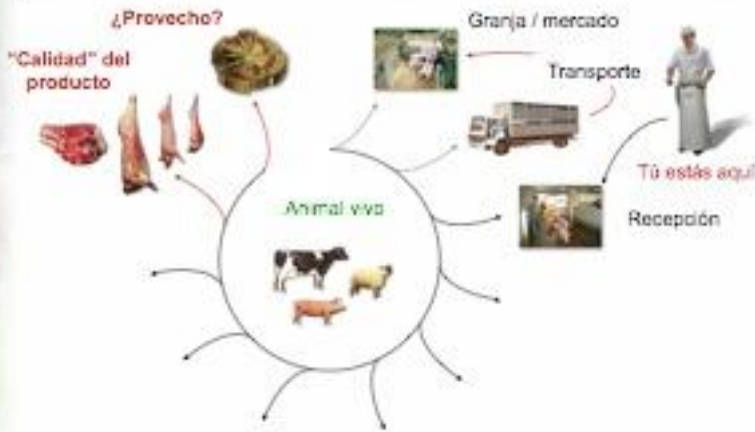 ¿Provecho?
"Calidad" del
producto
Granja / mercado
Transporte
Tú estás aquí
Recepción
Animal vivo